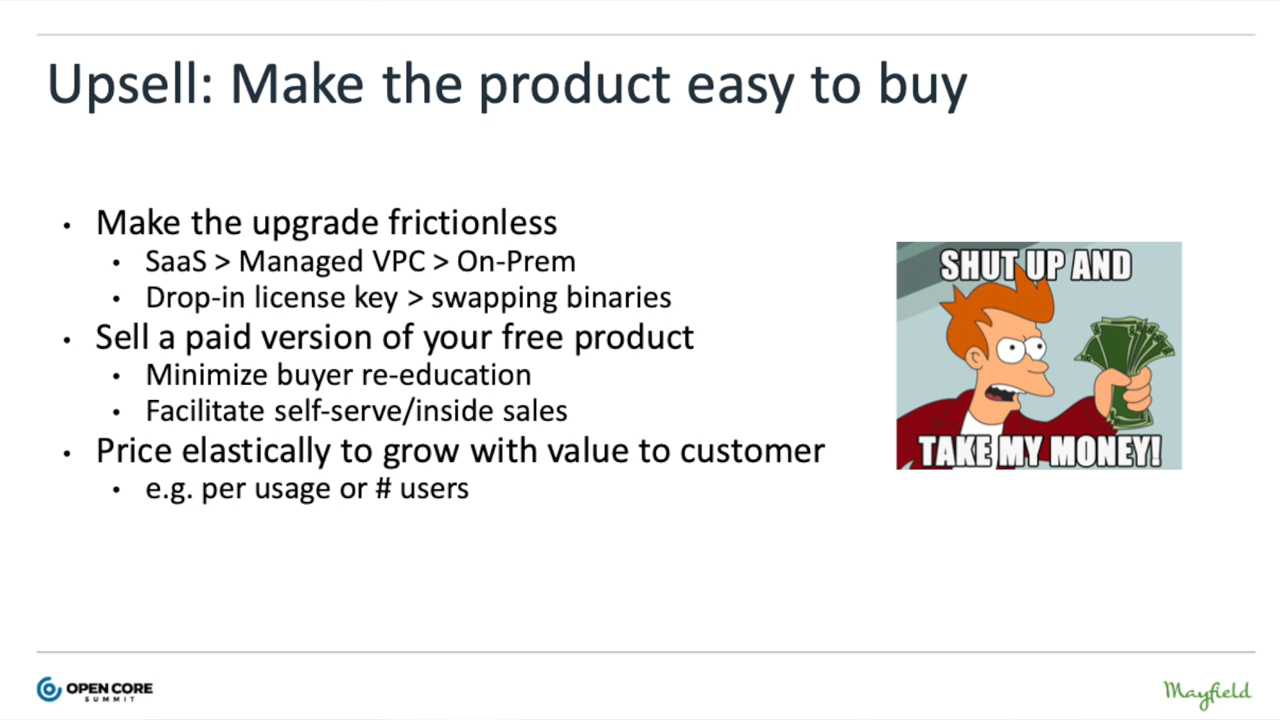 Upsell: Make the product easy to buy
• Make the upgrade frictionless
• SaaS > Managed VPC > On-Prem
• Drop-in license key > swapping binaries
• Sell a paid version of your free product
• Minimize buyer re-education
• Facilitate self-serve/inside sales
• Price elastically to grow with value to customer
• e.g. per usage or # users
SHUT UP AND
TAKE MY MONEY!
OPEN CORE
SUMMIT
Mayfield